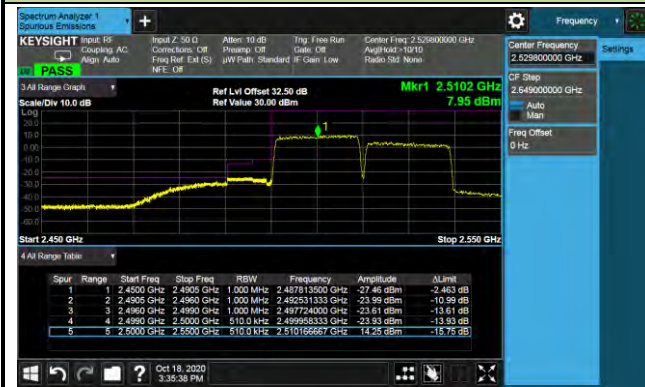 Spectrum Analyzer 1
Spurious Emissions
+
Frequency
KEYSIGHT
Input: RF
Coupling: AC
Align: Auto
Input Z: 50 Ω
Corrections: Off
Freq Ref: Ext (S)
NFE: Off
Atten: 10 dB
Preamp: Off
µW Path: Standard
Trig: Free Run
Gate: Off
IF Gain: Low
Center Freq: 2.529800000 GHz
Avg|Hold:>10/10
Radio Std: None
PASS
Center Frequency
2.529800000 GHz
Settings
CF Step
2.649000000 GHz
Auto
Man
Freq Offset
0 Hz
3 All Range Graph
Scale/Div 10.0 dB
Ref Lvl Offset 32.50 dB
Ref Value 30.00 dBm
Mkr1 2.5102 GHz
7.95 dBm
Log
20.0
10.0
0.00
-10.0
-20.0
-30.0
-40.0
-50.0
-60.0
1
Start 2.450 GHz
Stop 2.550 GHz
4 All Range Table
Spur Range Start Freq Stop Freq RBW Frequency Amplitude ΔLimit
1 1 2.4500 GHz 2.4905 GHz 1.000 MHz 2.487813500 GHz -27.46 dBm -2.463 dB
2 2 2.4905 GHz 2.4960 GHz 1.000 MHz 2.492531333 GHz -23.99 dBm -10.99 dB
3 3 2.4960 GHz 2.4990 GHz 1.000 MHz 2.497724000 GHz -23.61 dBm -13.61 dB
4 4 2.4990 GHz 2.5000 GHz 510.0 kHz 2.499958333 GHz -23.93 dBm -13.93 dB
5 5 2.5000 GHz 2.5500 GHz 510.0 kHz 2.510166667 GHz 14.25 dBm -15.75 dB
?
Oct 18, 2020
3:35:38 PM